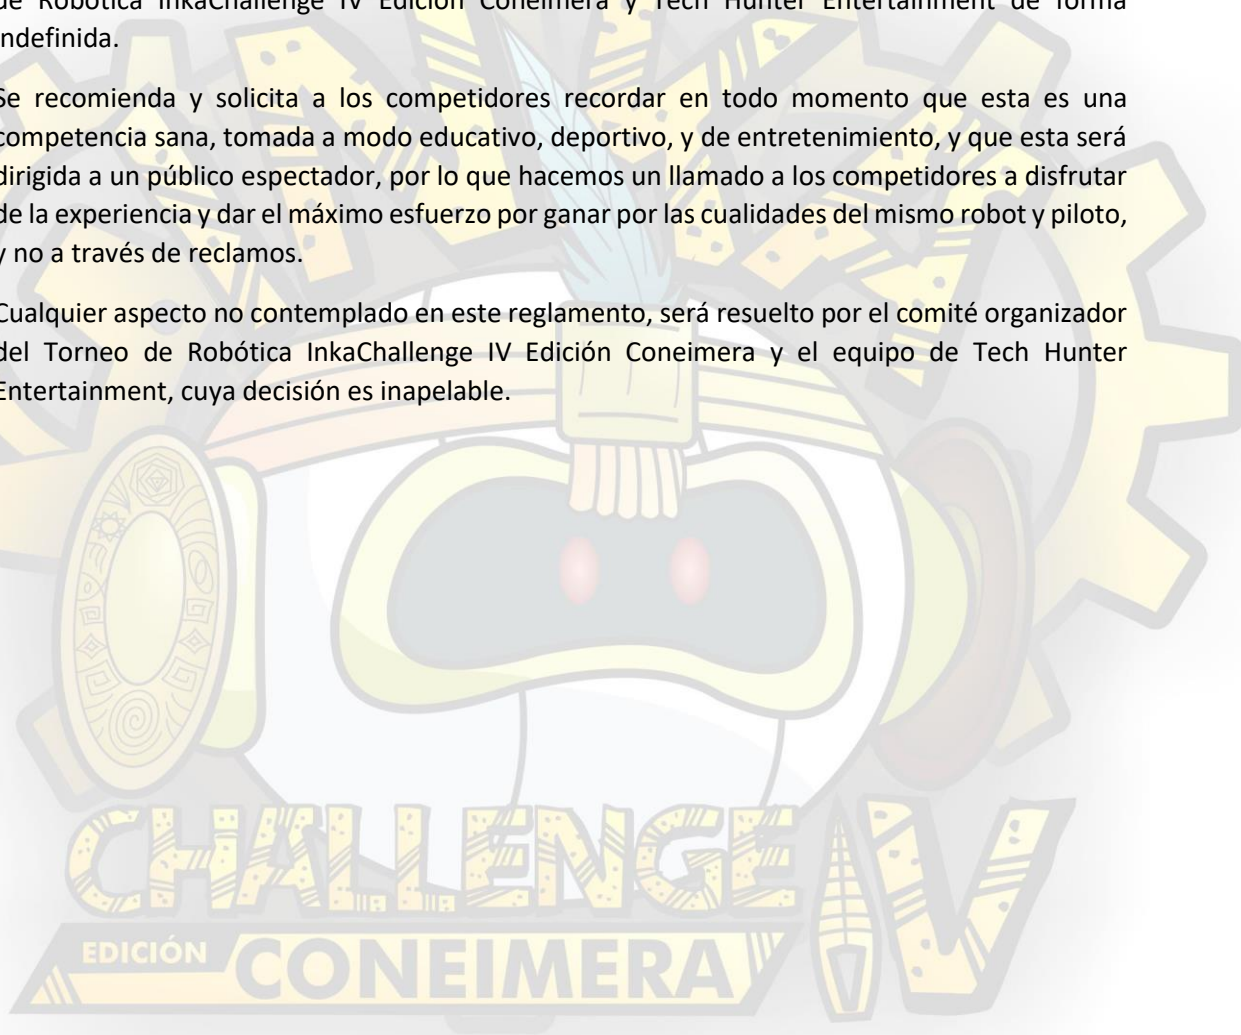 de Robótica InkaChallenge IV Edición Coneimera y Tech Hunter Entertainment de forma
indefinida.
Se recomienda y solicita a los competidores recordar en todo momento que esta es una
competencia sana, tomada a modo educativo, deportivo, y de entretenimiento, y que esta será
dirigida a un público espectador, por lo que hacemos un llamado a los competidores a disfrutar
de la experiencia y dar el máximo esfuerzo por ganar por las cualidades del mismo robot y piloto,
y no a través de reclamos.
Cualquier aspecto no contemplado en este reglamento, será resuelto por el comité organizador
del Torneo de Robótica InkaChallenge IV Edición Coneimera y el equipo de Tech Hunter
Entertainment, cuya decisión es inapelable.
INKA
CHALLENGE IV
EDICIÓN CONEIMERA